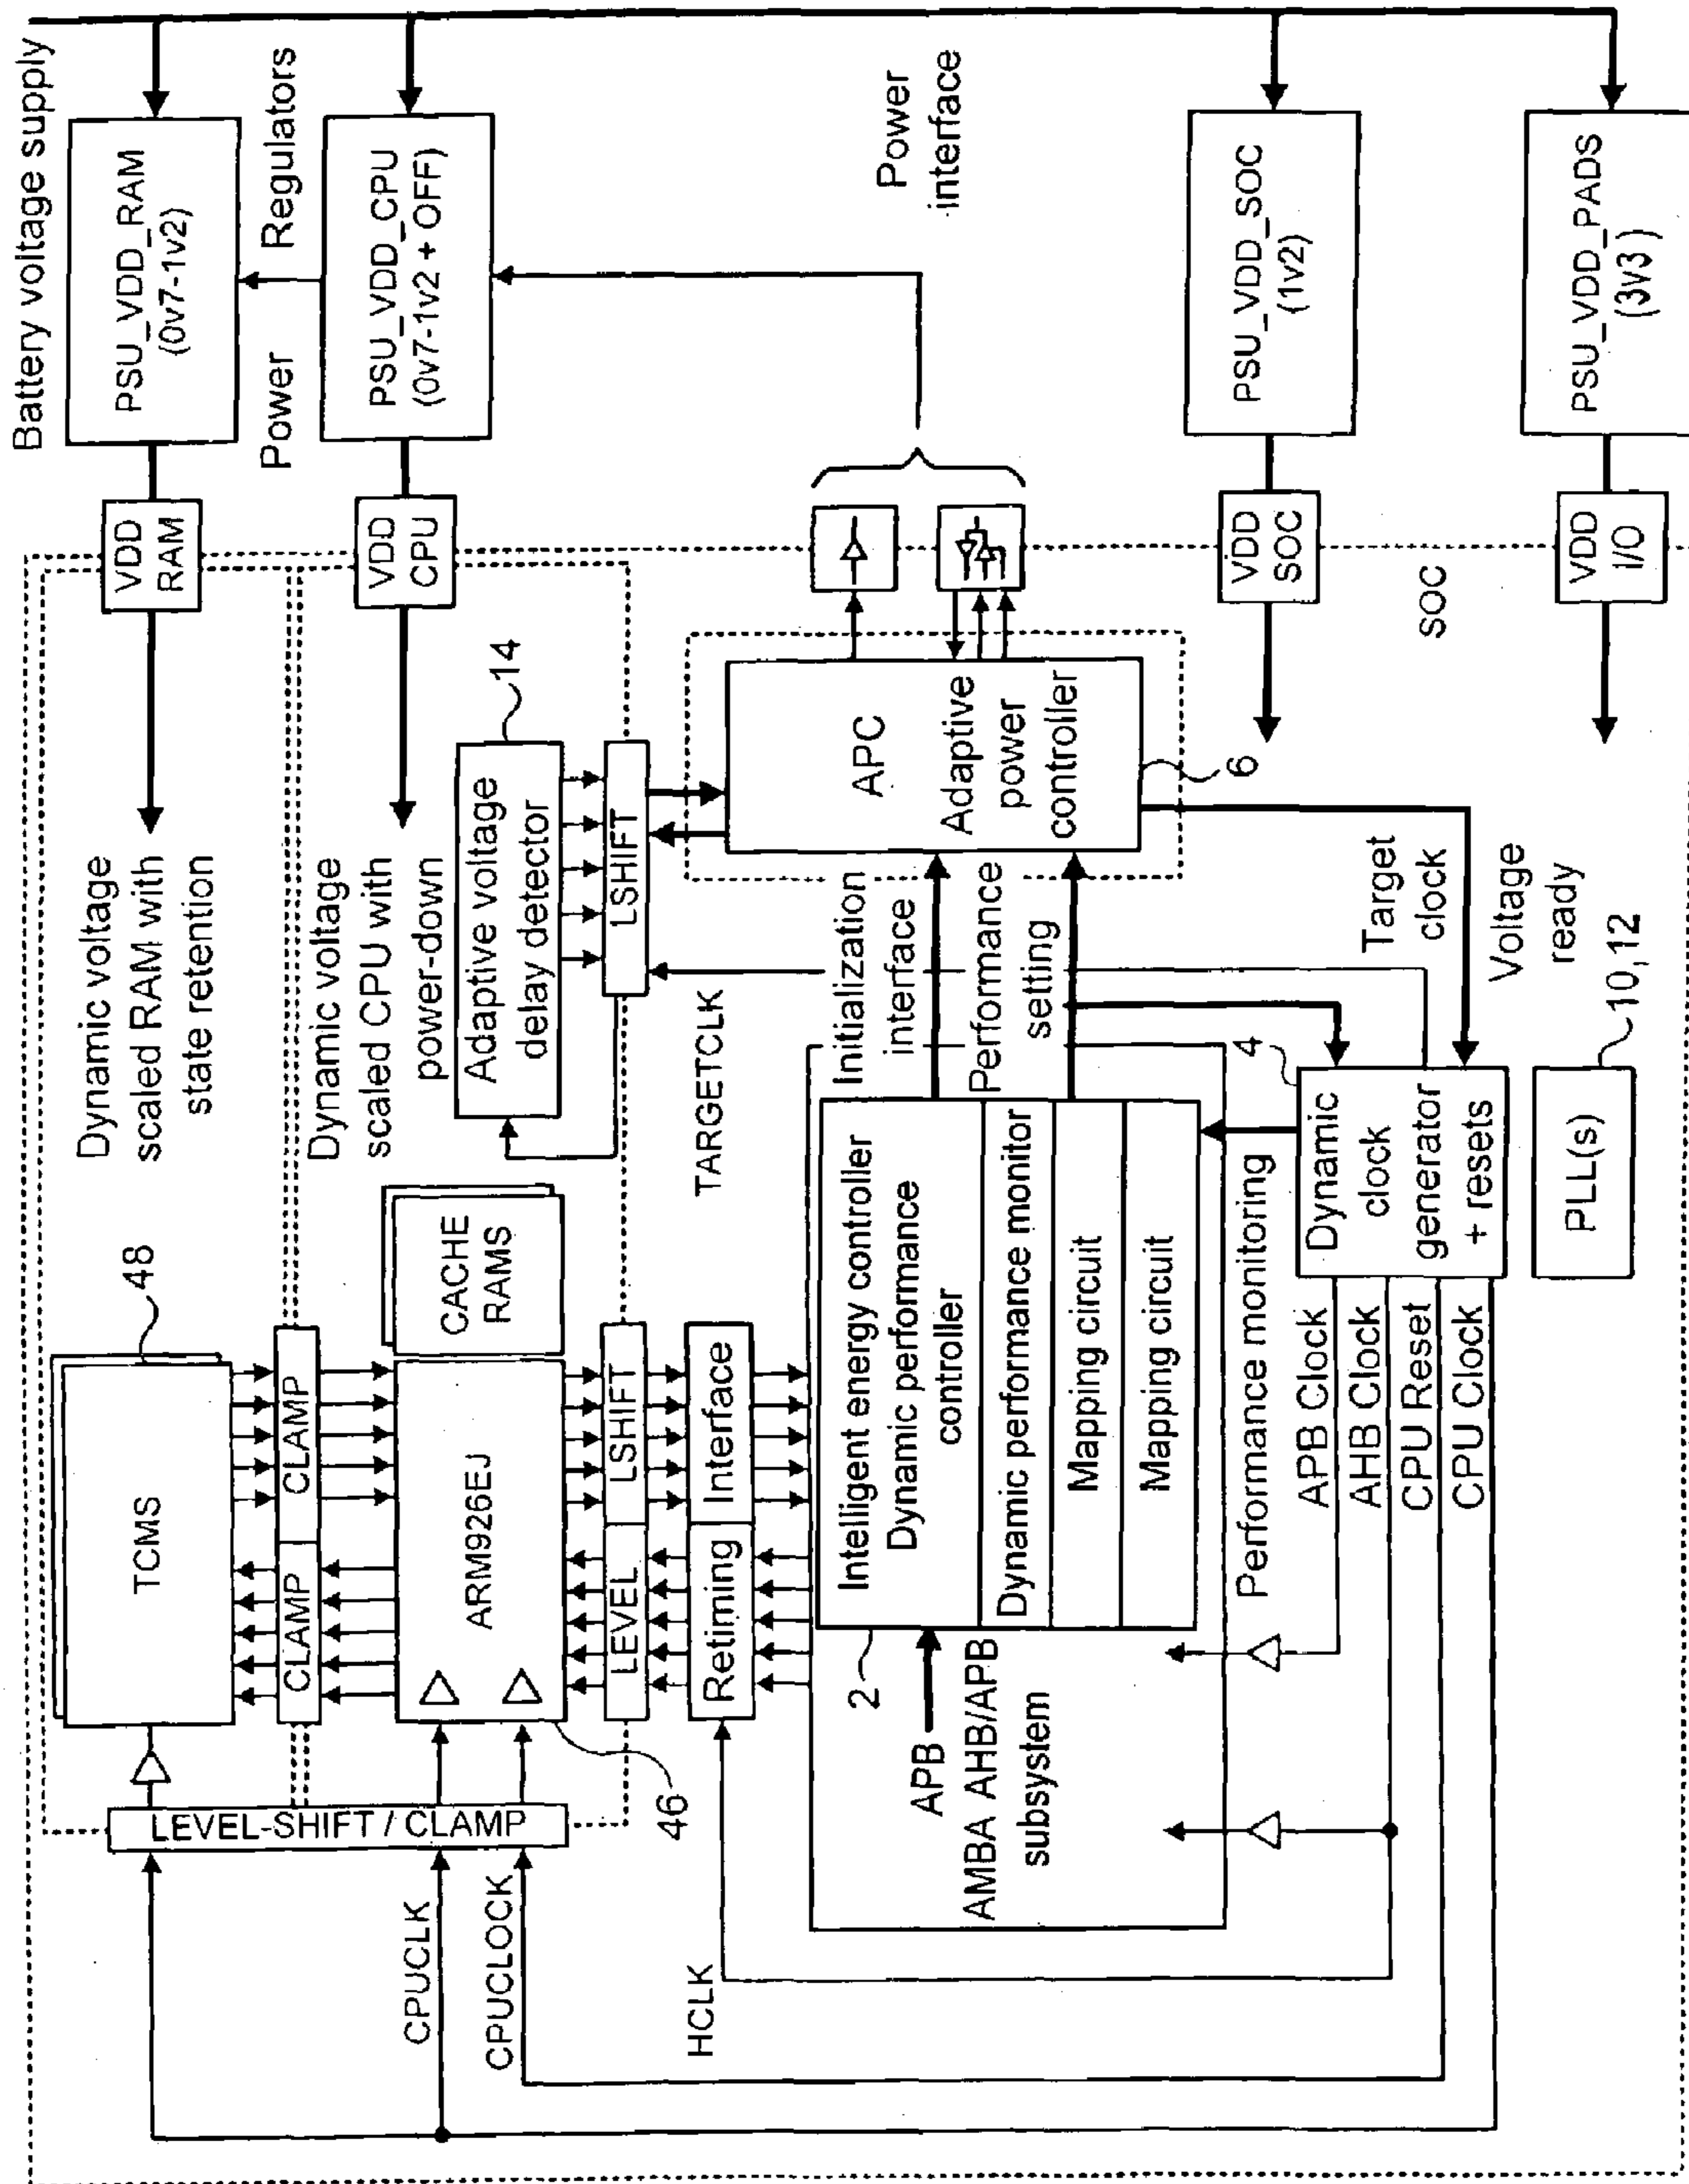 Battery voltage supply
PSU_VDD_RAM
(0v7-1v2)
Power Regulators
PSU_VDD_CPU
(0v7-1v2 + OFF)
Power
interface
PSU_VDD_SOC
(1v2)
PSU_VDD_PADS
(3v3)
VDD
RAM
VDD
CPU
VDD
SOC
SOC
VDD
I/O
Dynamic voltage
scaled RAM with
state retention
Dynamic voltage
scaled CPU with
power-down
14
Adaptive voltage
delay detector
LSHIFT
APC
Adaptive
power
controller
6
TARGETCLK
Initialization
interface
Performance
setting
Target
clock
Voltage
ready
10,12
48
TCMS
CLAMP
CLAMP
ARM926EJ
CACHE
RAMS
46
LEVEL
LSHIFT
Retiming
Interface
2
Intelligent energy controller
Dynamic performance
controller
Dynamic performance monitor
Mapping circuit
Mapping circuit
APB
AMBA AHB/APB
subsystem
Performance monitoring
4
Dynamic
clock
generator
+ resets
PLL(s)
APB Clock
AHB Clock
CPU Reset
CPU Clock
LEVEL-SHIFT / CLAMP
CPUCLK
CPUCLOCK
HCLK